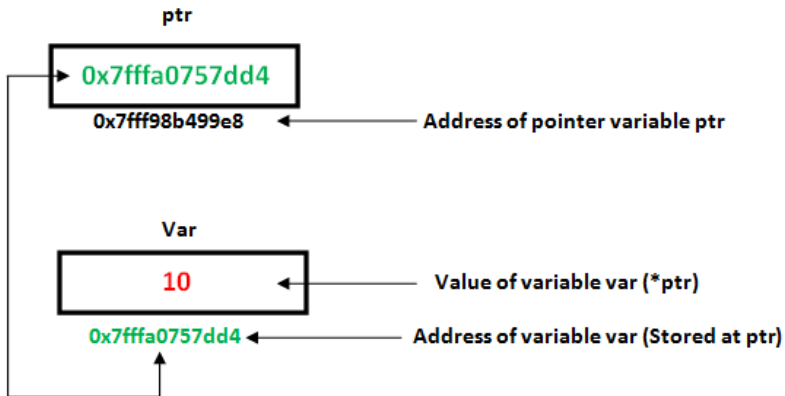 ptr
0x7fffa0757dd4
0x7fff98b499e8 Address of pointer variable ptr
Var
10 Value of variable var (*ptr)
0x7fffa0757dd4 Address of variable var (Stored at ptr)